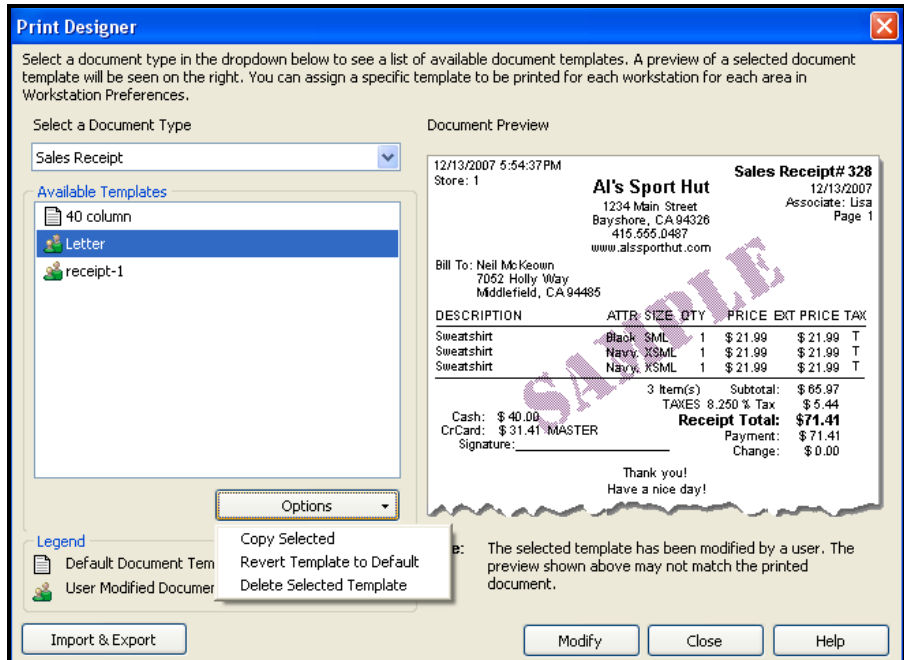 Print Designer
Select a document type in the dropdown below to see a list of available document templates. A preview of a selected document
template will be seen on the right. You can assign a specific template to be printed for each workstation for each area in
Workstation Preferences.
Select a Document Type
Sales Receipt
Available Templates
40 column
Letter
receipt-1
Options
Copy Selected
Revert Template to Default
Delete Selected Template
Legend
Default Document Tem
User Modified Documen
Import & Export
Document Preview
12/13/2007 5:54:37PM
Store: 1
Al's Sport Hut
1234 Main Street
Bayshore, CA 94326
415.555.0487
www.alssporthut.com
Sales Receipt# 328
12/13/2007
Associate: Lisa
Page 1
Bill To: Neil McKeown
7052 Holly Way
Middlefield, CA 94485
DESCRIPTION ATTR SIZE QTY PRICE EXT PRICE TAX
Sweatshirt Black SML 1 $ 21.99 $ 21.99 T
Sweatshirt Navy, XSML 1 $ 21.99 $ 21.99 T
Sweatshirt Navy, XSML 1 $ 21.99 $ 21.99 T
SAMPLE
3 Item(s) Subtotal: $ 65.97
TAXES 8.250 % Tax $ 5.44
Receipt Total: $71.41
Cash: $ 40.00
CrCard: $ 31.41 MASTER
Signature:
Payment: $ 71.41
Change: $ 0.00
Thank you!
Have a nice day!
The selected template has been modified by a user. The
preview shown above may not match the printed
document.
Modify
Close
Help